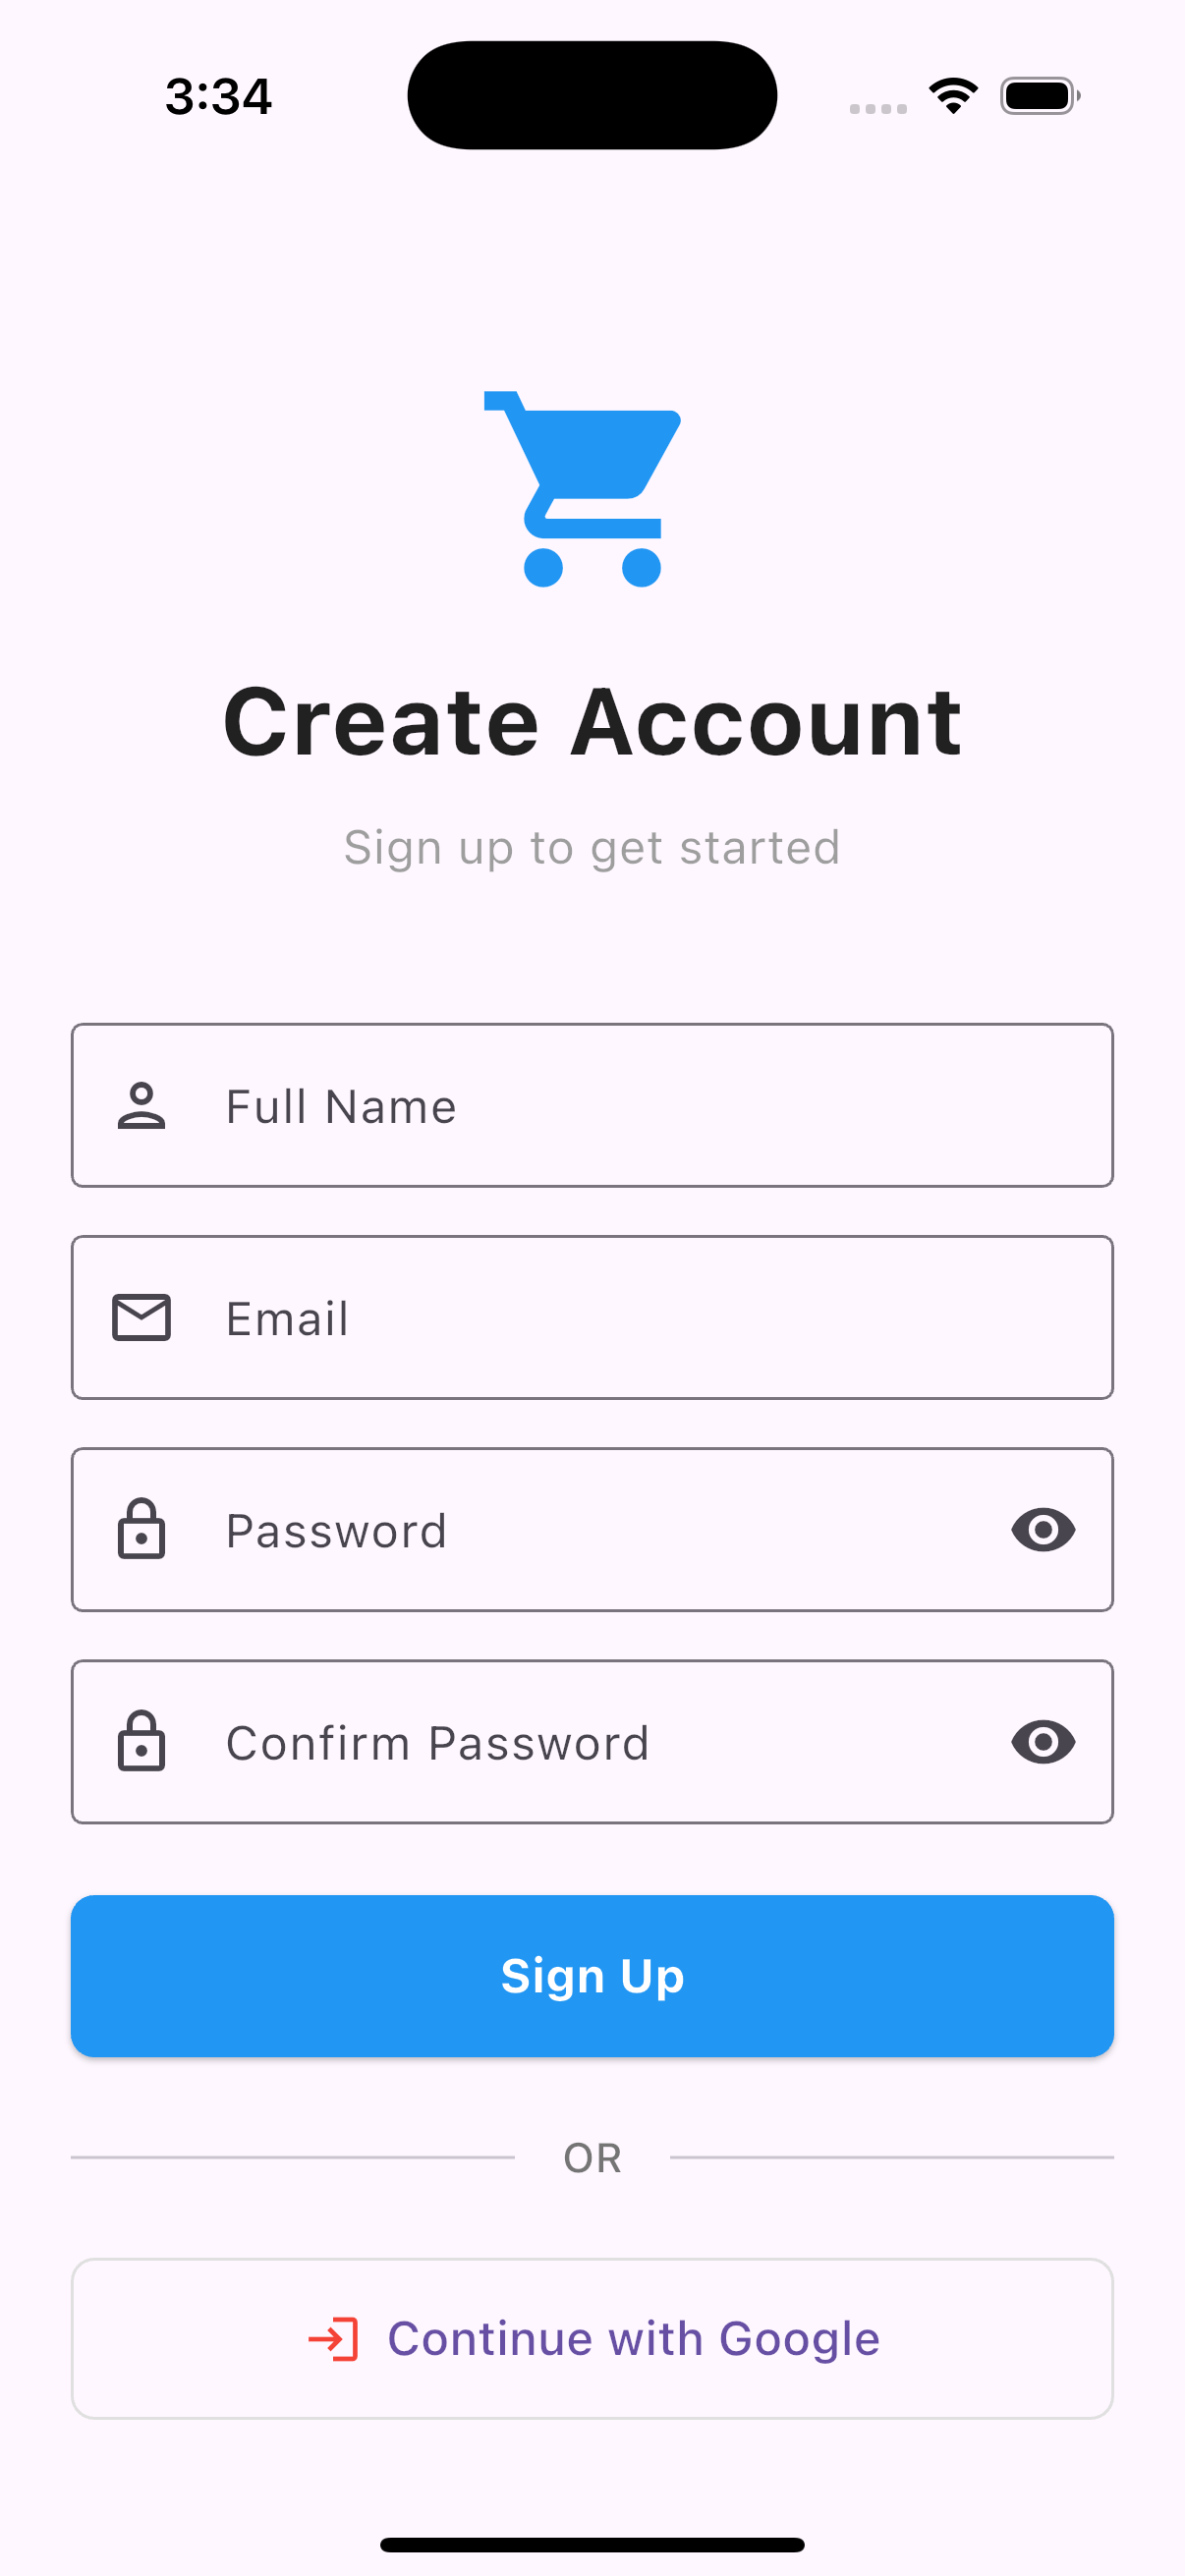 3:34
Create Account
Sign up to get started
Full Name
Email
Password
Confirm Password
Sign Up
OR
Continue with Google